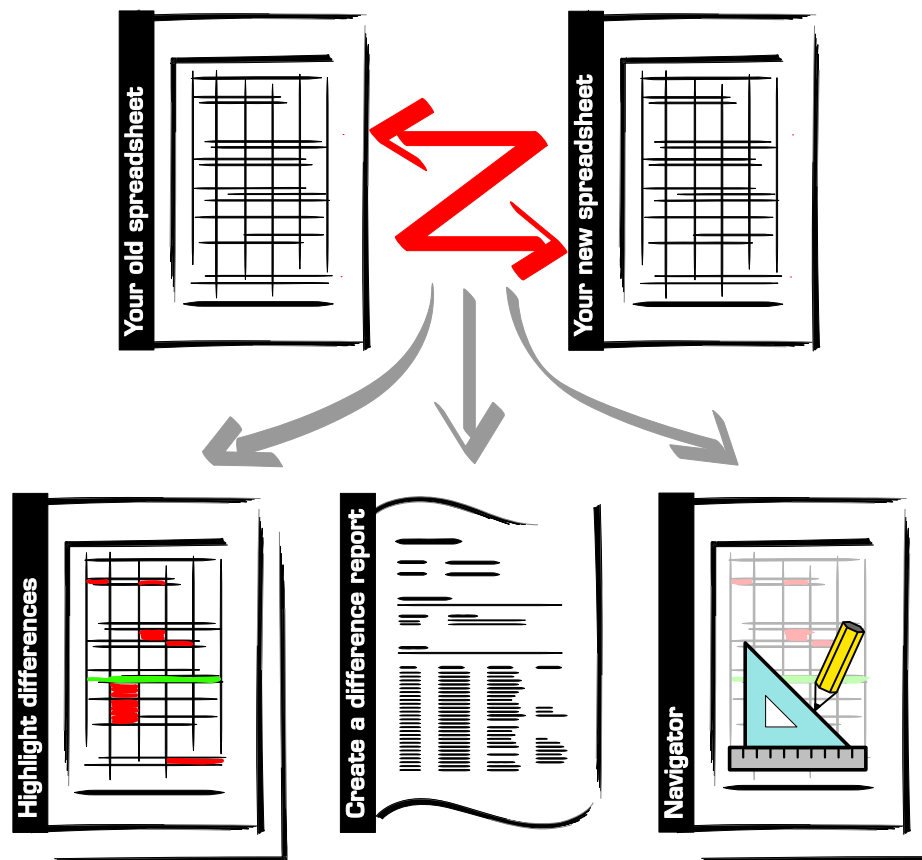 Your old spreadsheet
Your new spreadsheet
Highlight differences
Create a difference report
Navigator